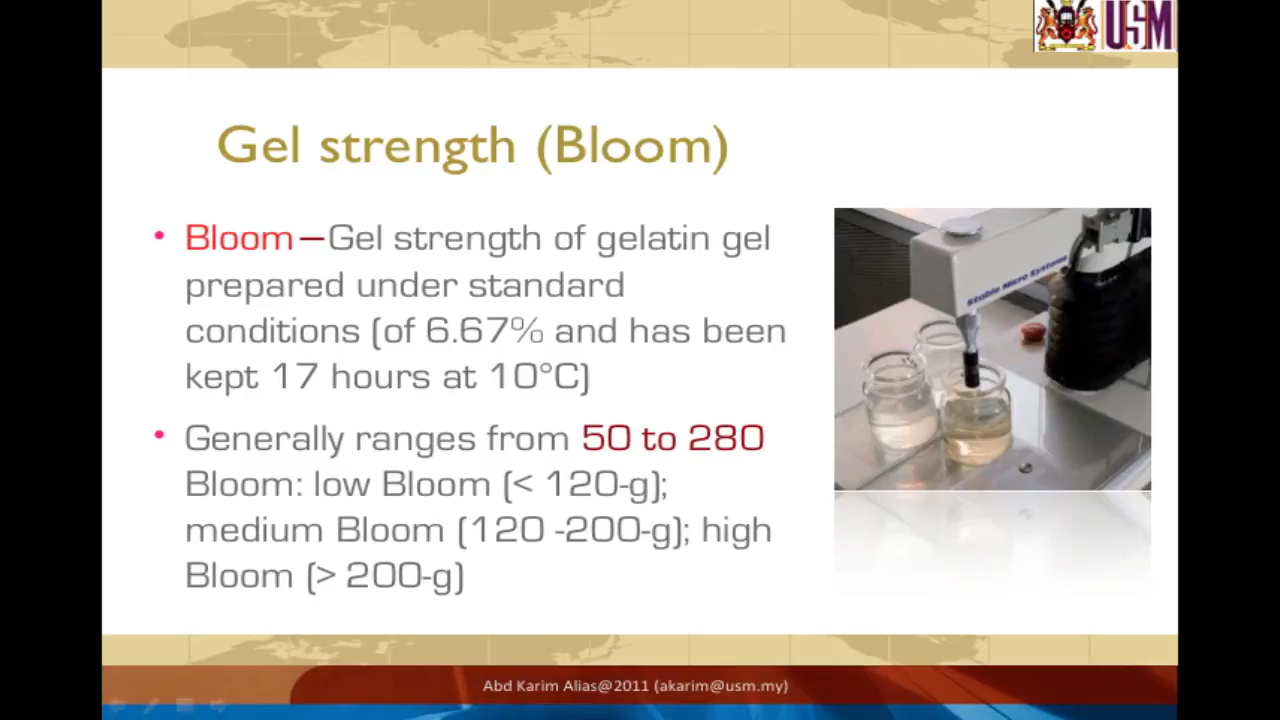 USM
Gel strength (Bloom)
• Bloom—Gel strength of gelatin gel
prepared under standard
conditions (of 6.67% and has been
kept 17 hours at 10°C)
• Generally ranges from 50 to 280
Bloom: low Bloom (< 120-g);
medium Bloom (120 -200-g); high
Bloom (> 200-g)
Stable Micro Systems
Abd Karim Alias@2011 (akarim@usm.my)